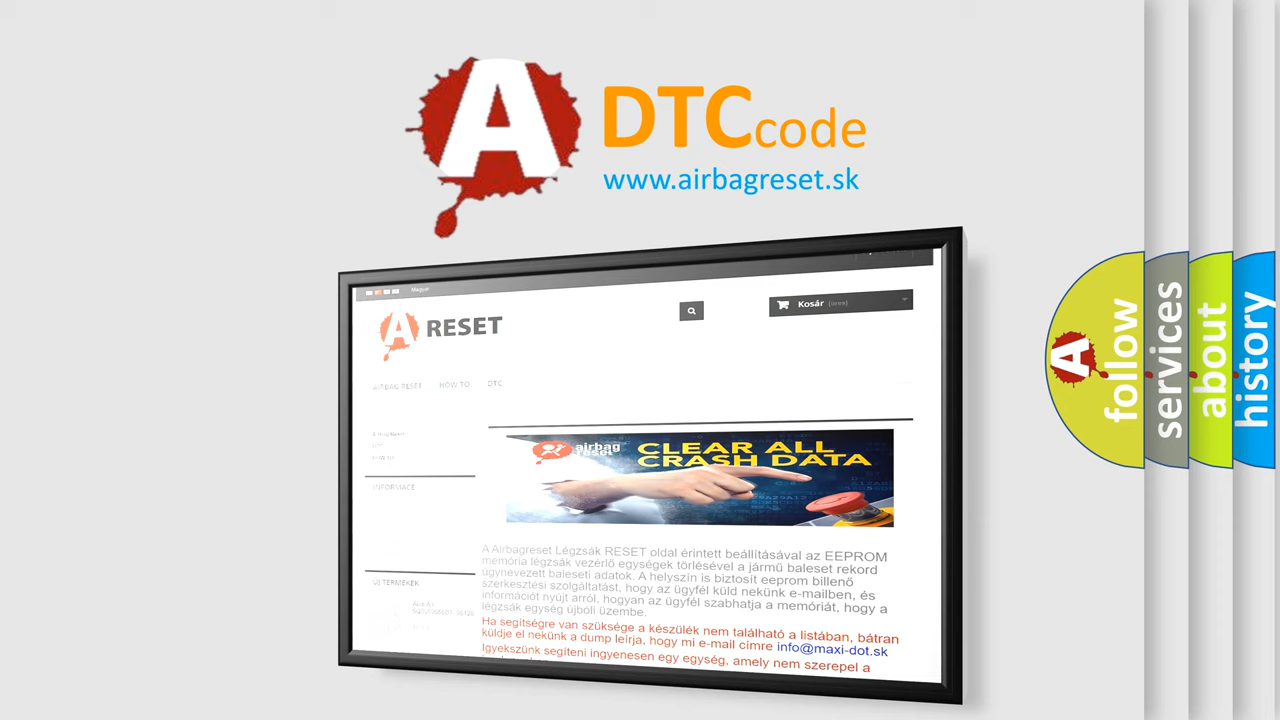 A
DTCcode
www.airbagreset.sk
Magyar
A RESET
Kosár (üres)
AIRBAG RESET HOW TO DTC
INFORMACE
ÚJ TERMÉKEK
airbag
reset
CLEAR ALL
CRASH DATA
A Airbagreset Légzsák RESET oldal érintett beállításával az EEPROM
memória légzsák vezérlő egységek törlésével a jármű baleset rekord
úgynevezett baleseti adatok. A helyszín is biztosít eeprom billenő
szerkesztési szolgáltatást, hogy az ügyfél küld nekünk e-mailben, és
információt nyújt arról, hogyan az ügyfél szabhatja a memóriát, hogy a
légzsák egység újbóli üzembe.
Ha segítségre van szüksége a készülék nem található a listában, bátran
küldje el nekünk a dump leírja, hogy mi e-mail címre info@maxi-dot.sk
Igyekszünk segíteni ingyenesen egy egység, amely nem szerepel a
A follow
services
about
history